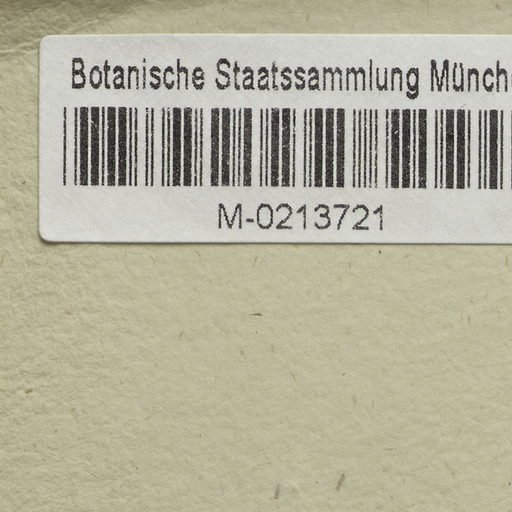 Botanische Staatssammlung Münch
M-0213721